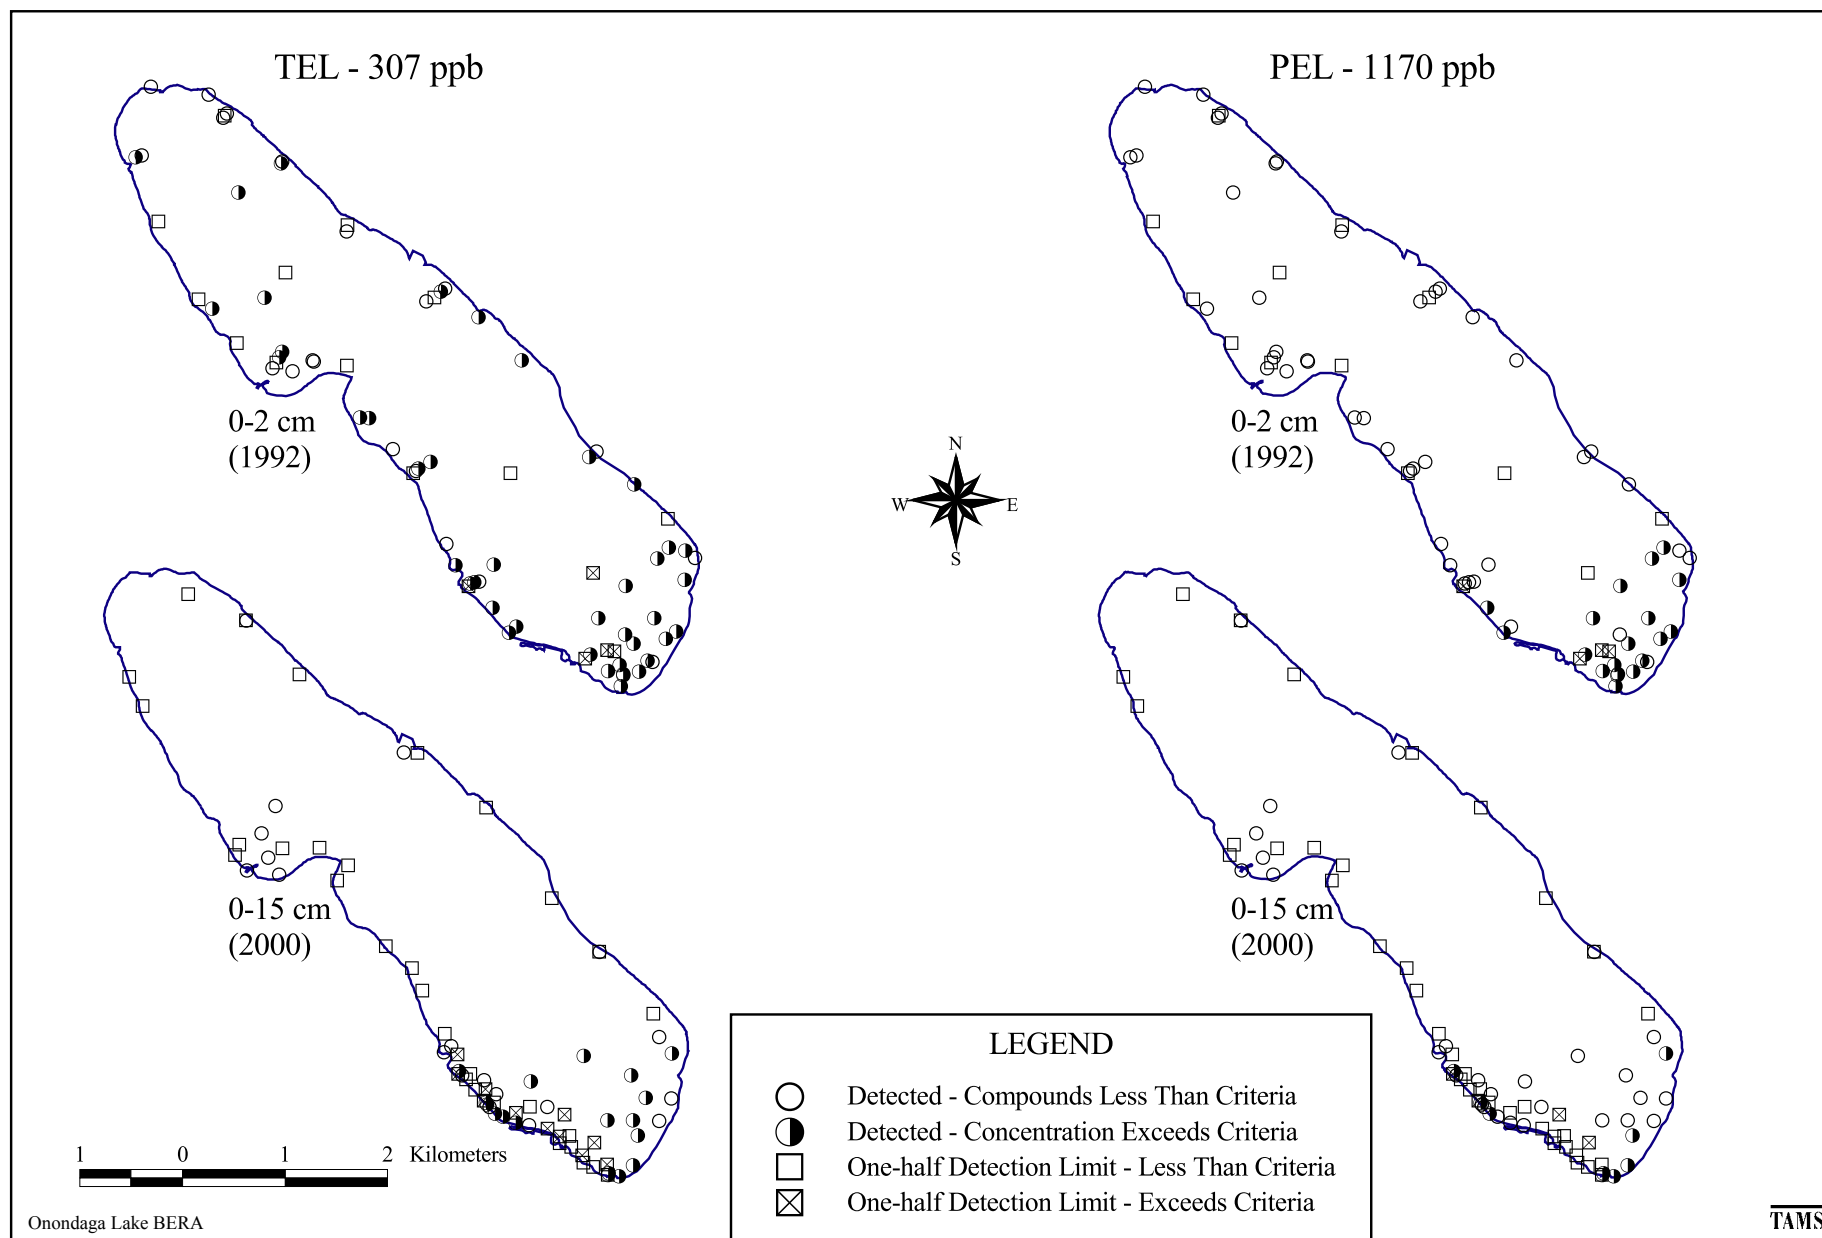 TEL - 307 ppb
PEL - 1170 ppb
0-2 cm
(1992)
0-2 cm
(1992)
N
W
E
S
0-15 cm
(2000)
0-15 cm
(2000)
LEGEND
Detected - Compounds Less Than Criteria
Detected - Concentration Exceeds Criteria
One-half Detection Limit - Less Than Criteria
One-half Detection Limit - Exceeds Criteria
1 0 1 2 Kilometers
Onondaga Lake BERA
TAMS